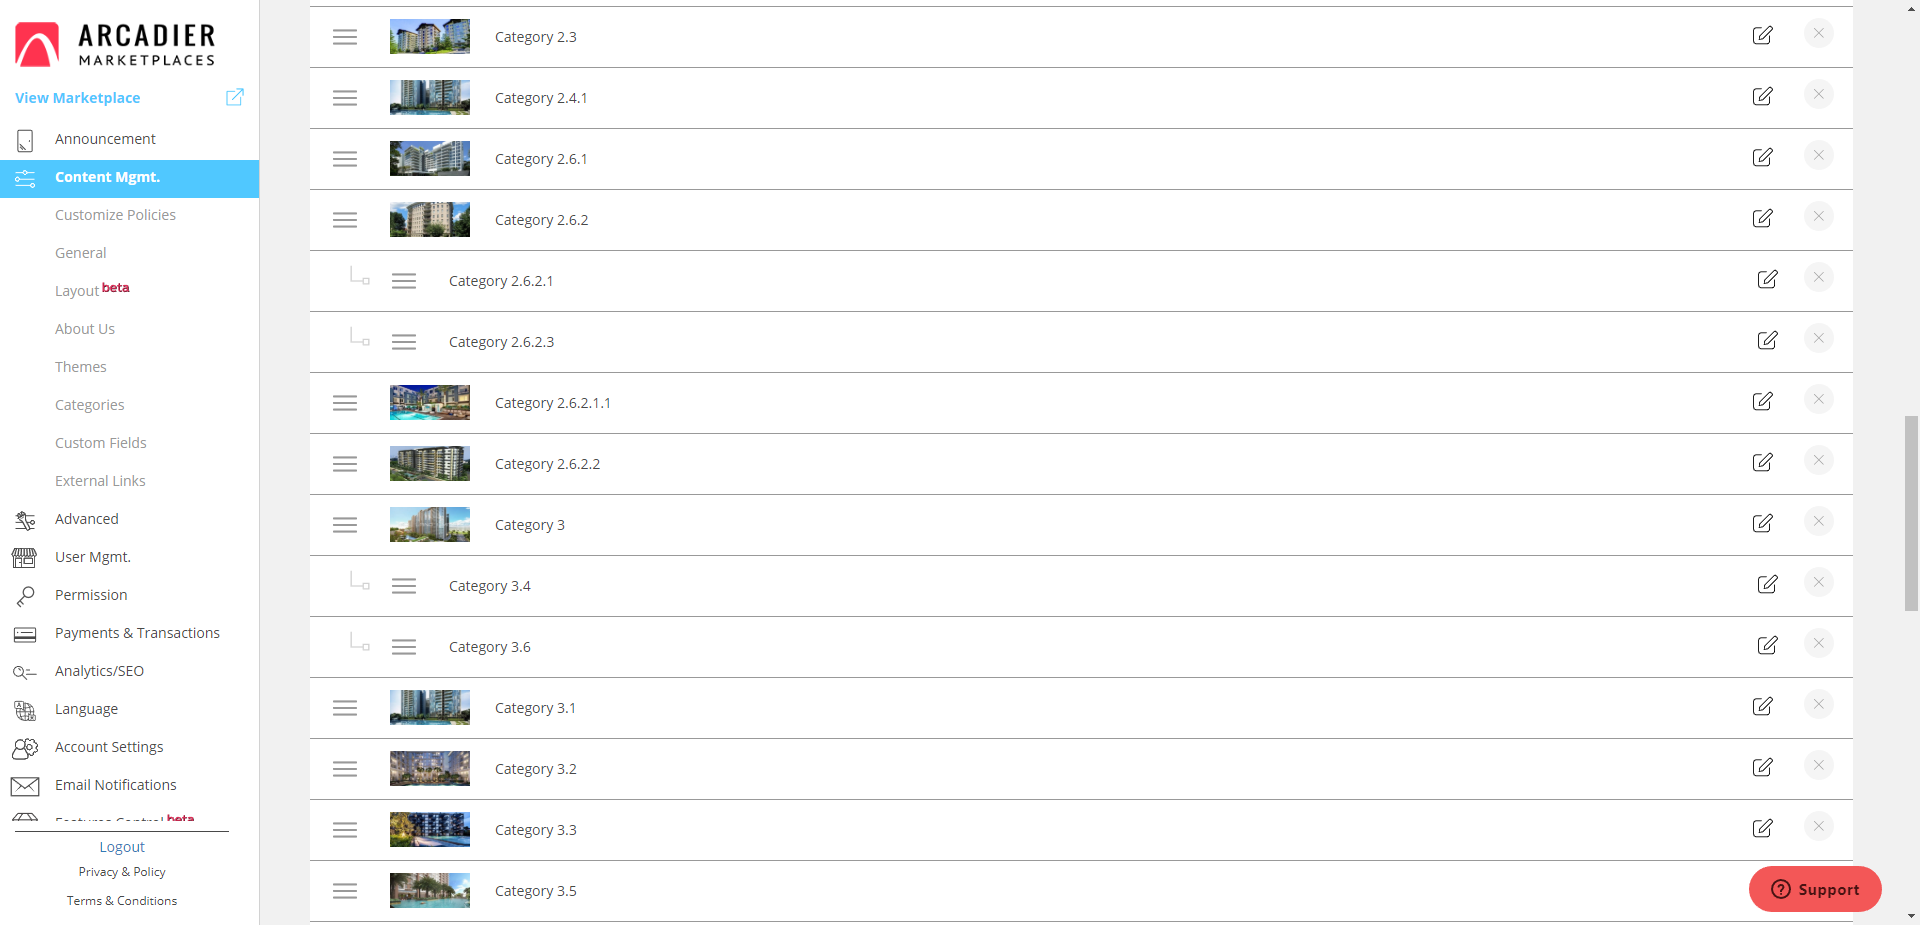 ARCADIER
MARKETPLACES
View Marketplace
Announcement
Content Mgmt.
Customize Policies
General
Layout beta
About Us
Themes
Categories
Custom Fields
External Links
Advanced
User Mgmt.
Permission
Payments & Transactions
Analytics/SEO
Language
Account Settings
Email Notifications
Features Control beta
Logout
Privacy & Policy
Terms & Conditions
Category 2.3
Category 2.4.1
Category 2.6.1
Category 2.6.2
Category 2.6.2.1
Category 2.6.2.3
Category 2.6.2.1.1
Category 2.6.2.2
Category 3
Category 3.4
Category 3.6
Category 3.1
Category 3.2
Category 3.3
Category 3.5
Support